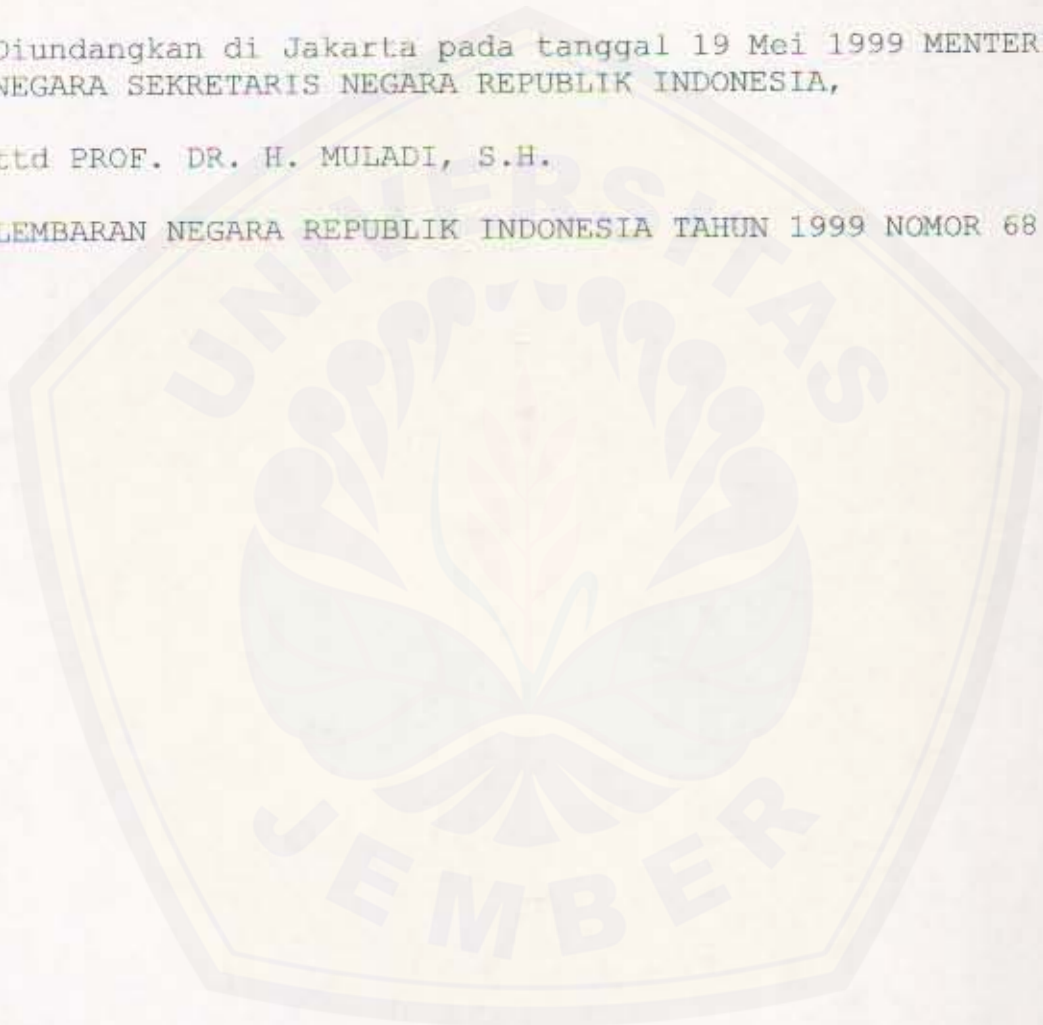 Diundangkan di Jakarta pada tanggal 19 Mei 1999 MENTER
NEGARA SEKRETARIS NEGARA REPUBLIK INDONESIA,
ttd PROF. DR. H. MULADI, S.H.
LEMBARAN NEGARA REPUBLIK INDONESIA TAHUN 1999 NOMOR 68
UNIVERSITAS
JEMBER